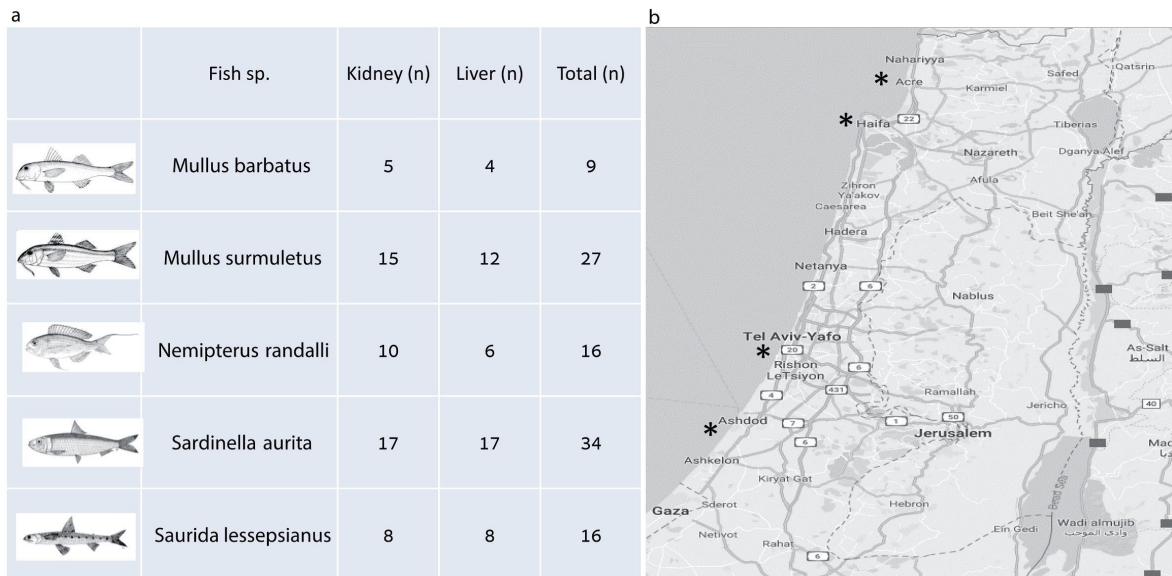 a
Fish sp. Kidney (n) Liver (n) Total (n)
Mullus barbatus 5 4 9
Mullus surmuletus 15 12 27
Nemipterus randalli 10 6 16
Sardinella aurita 17 17 34
Saurida lessepsianus 8 8 16
b
Nahariyya
Qatsrin
Safed
* Acre
Karmiel
* Haifa
22
Tiberias
Nazareth
Dganya Alef
Afula
Zihron
Ya'akov
Caesarea
Beit She'an
Hadera
Netanya
2
6
Nablus
Tel Aviv-Yafo
* 20
As-Salt
السلط
Rishon
LeTsiyon
6
4
431
Ramallah
Jericho
40
* Ashdod
7
1
50
6
Jerusalem
Ashkelon
Kiryat Gat
Dead Sea
Sderot
Hebron
Gaza
Netivot
Rahat
Ein Gedi
Wadi almujib
وادي الموجب
6